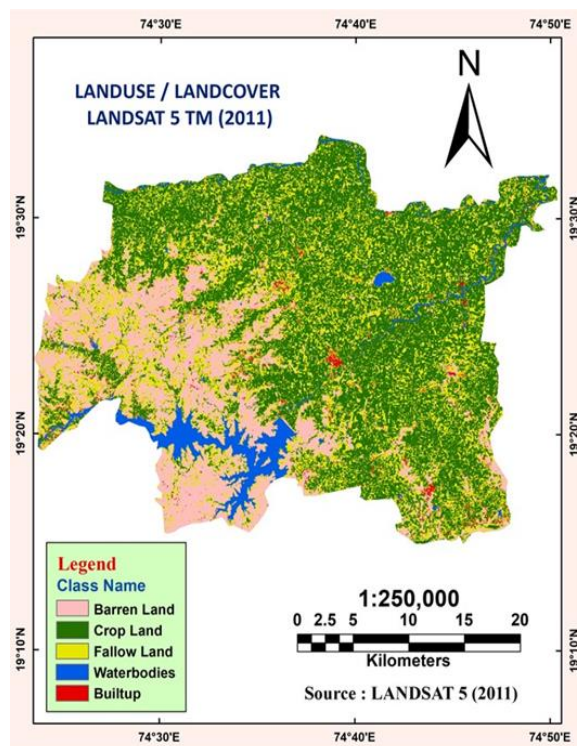 74°30'E 74°40'E 74°50'E
LANDUSE / LANDCOVER
LANDSAT 5 TM (2011)
N
19°30'N 19°30'N
19°20'N 19°20'N
19°10'N 19°10'N
Legend
Class Name
Barren Land
Crop Land
Fallow Land
Waterbodies
Builtup
1:250,000
0 2.5 5 10 15 20
Kilometers
Source : LANDSAT 5 (2011)
74°30'E 74°40'E 74°50'E